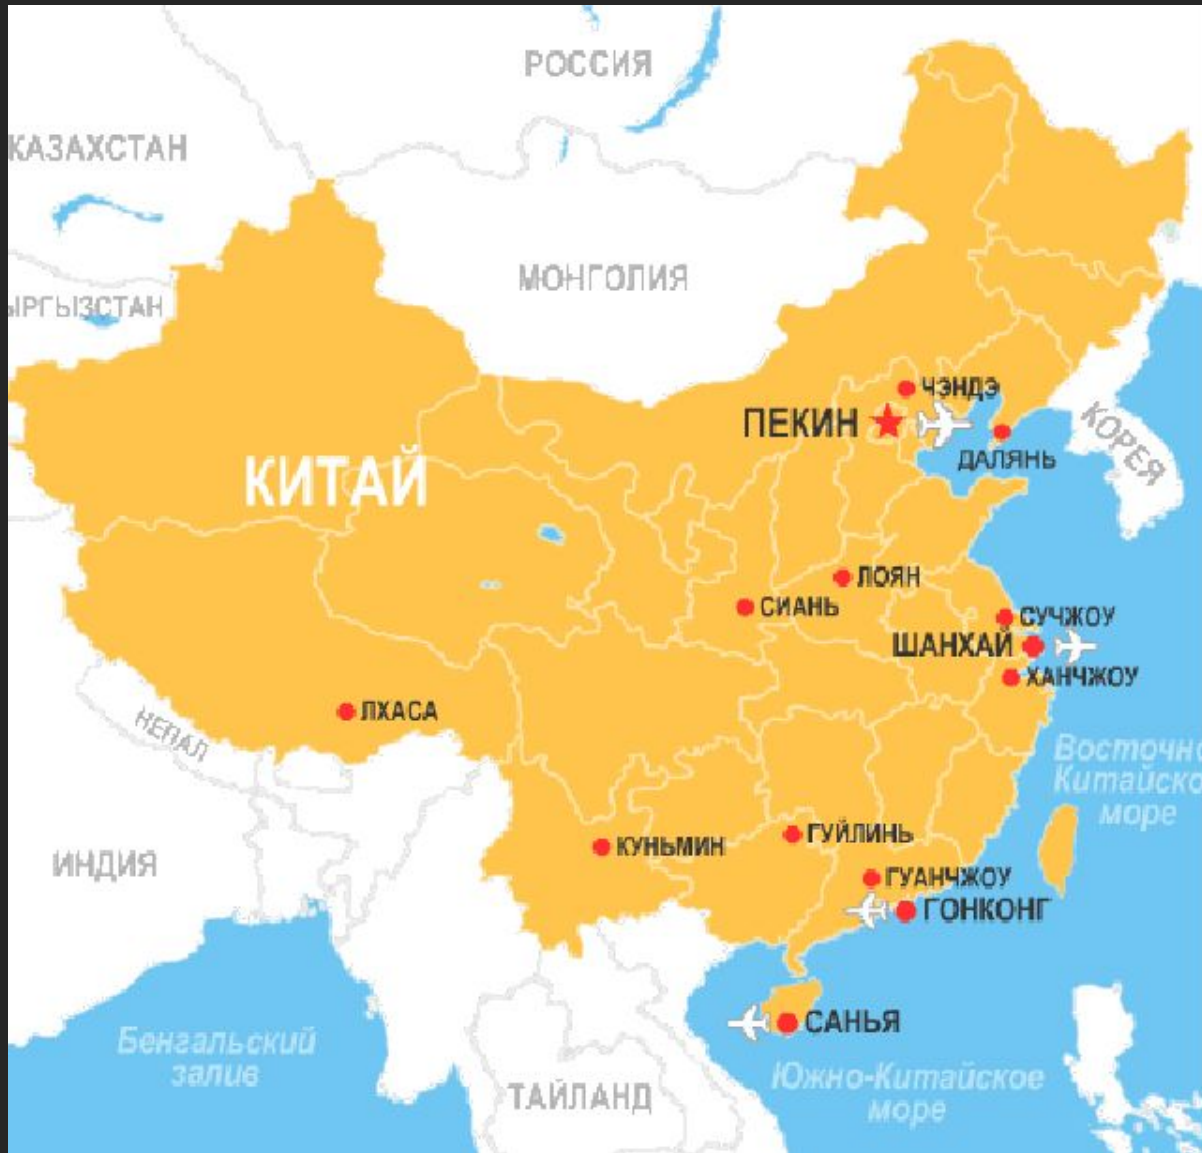 РОССИЯ
КАЗАХСТАН
МОНГОЛИЯ
ЫРГЫЗСТАН
ЧЭНДЭ
ПЕКИН
КОРЕЯ
ДАЛЯНЬ
КИТАЙ
ЛОЯН
СИАНЬ
СУЧЖОУ
ШАНХАЙ
ХАНЧЖОУ
ЛХАСА
НЕПАЛ
Восточно
Китайско
море
ГУЙЛИНЬ
КУНЬМИН
ИНДИЯ
ГУАНЧЖОУ
ГОНКОНГ
САНЬЯ
Бенгальский
залив
Южно-Китайское
море
ТАЙЛАНД